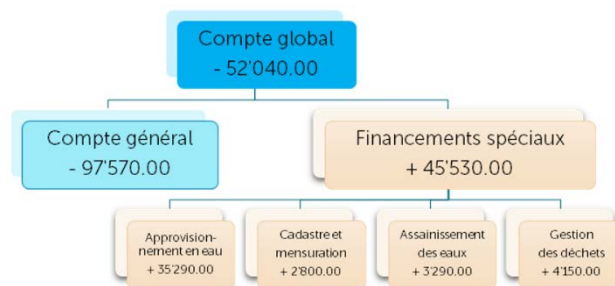 Compte global
- 52'040.00
Compte général
- 97'570.00
Financements spéciaux
+ 45'530.00
Approvision-
nement en eau
+ 35'290.00
Cadastre et
mensuration
+ 2'800.00
Assainissement
des eaux
+ 3'290.00
Gestion
des déchets
+ 4'150.00